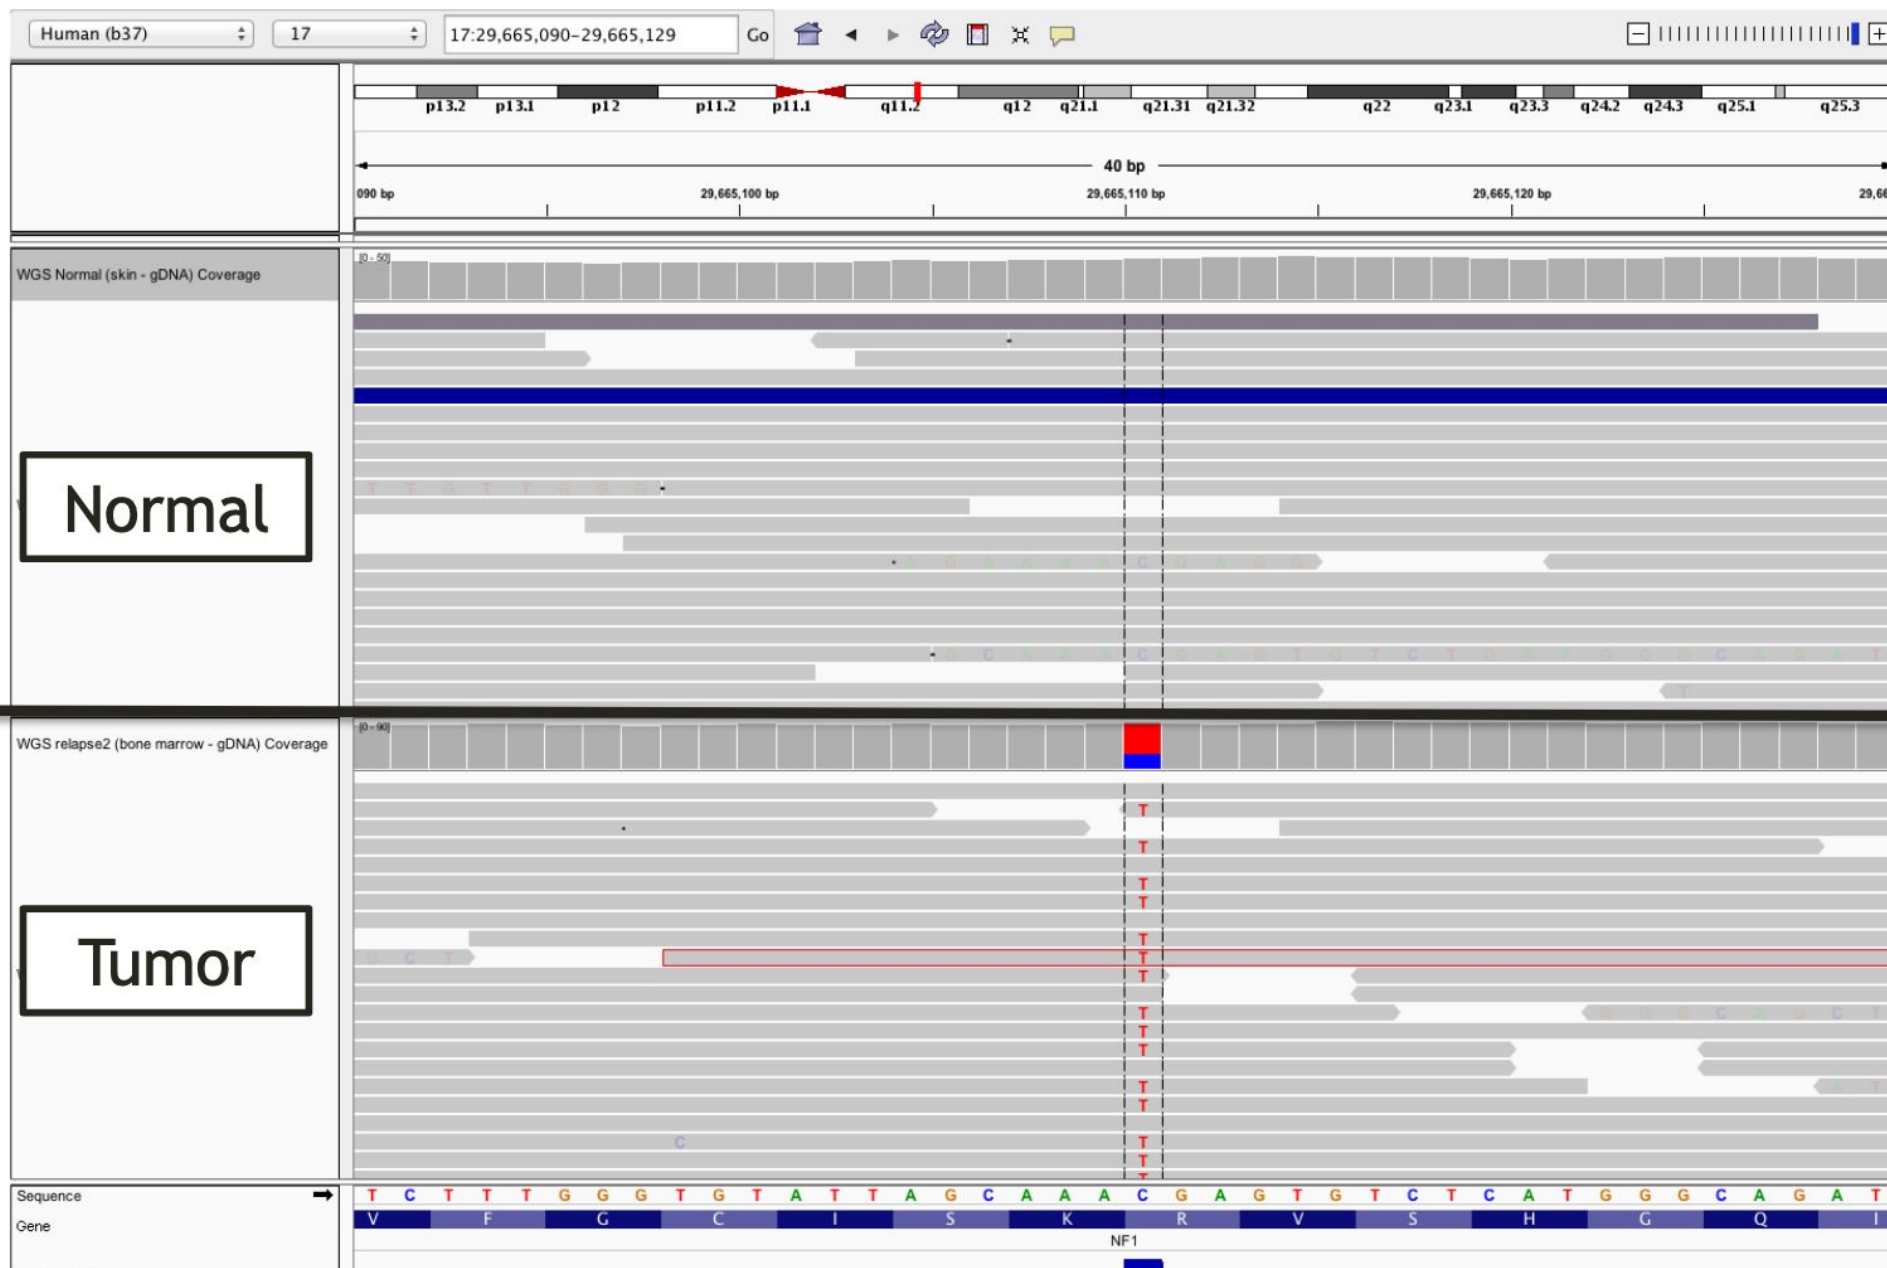 Human (b37) 17 17:29,665,090-29,665,129 Go
p13.2 p13.1 p12 p11.2 p11.1 q11.2 q12 q21.1 q21.31 q21.32 q22 q23.1 q23.3 q24.2 q24.3 q25.1 q25.3
40 bp
090 bp 29,665,100 bp 29,665,110 bp 29,665,120 bp 29,66
WGS Normal (skin - gDNA) Coverage [0 - 50]
Normal
T T G T T G G G
A G A A A A C G A G G
G C A A A C G A G T G T C T G A A G G G C A G A T
T
WGS relapse2 (bone marrow - gDNA) Coverage [0 - 90]
T
T
T
T
T
Tumor
G C T T
T
T G G G C A G C T
T
T
T A T
T
C T
T
T
Sequence T C T T T G G G T G T A T T A G C A A A C G A G T G T C T C A T G G G C A G A T
Gene V F G C I S K R V S H G Q I
NF1